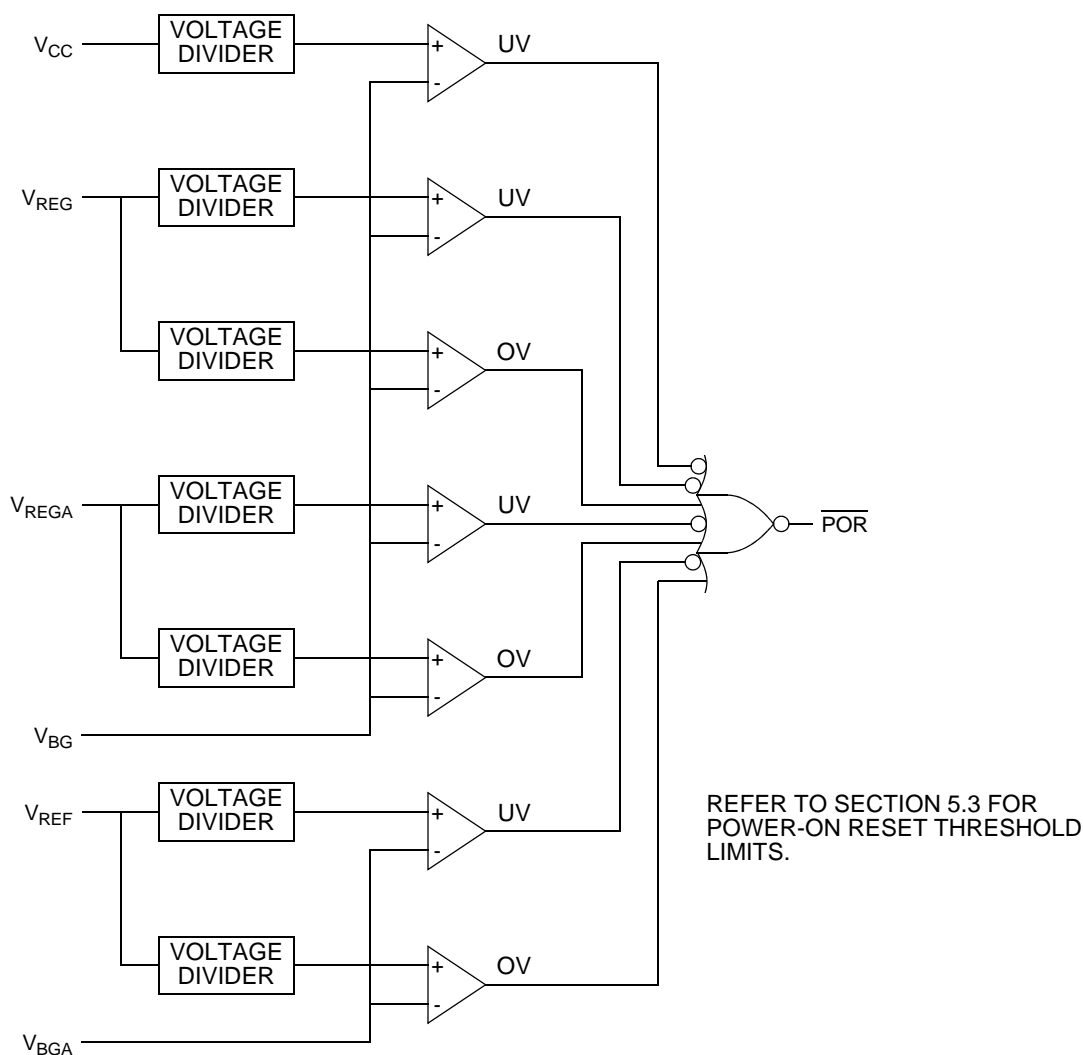 VCC
VOLTAGE
DIVIDER
+
-
UV
VREG
VOLTAGE
DIVIDER
+
-
UV
VOLTAGE
DIVIDER
+
-
OV
VREGA
VOLTAGE
DIVIDER
+
-
UV
POR
VOLTAGE
DIVIDER
+
-
OV
VBG
VREF
VOLTAGE
DIVIDER
+
-
UV
REFER TO SECTION 5.3 FOR
POWER-ON RESET THRESHOLD
LIMITS.
VOLTAGE
DIVIDER
+
-
OV
VBGA